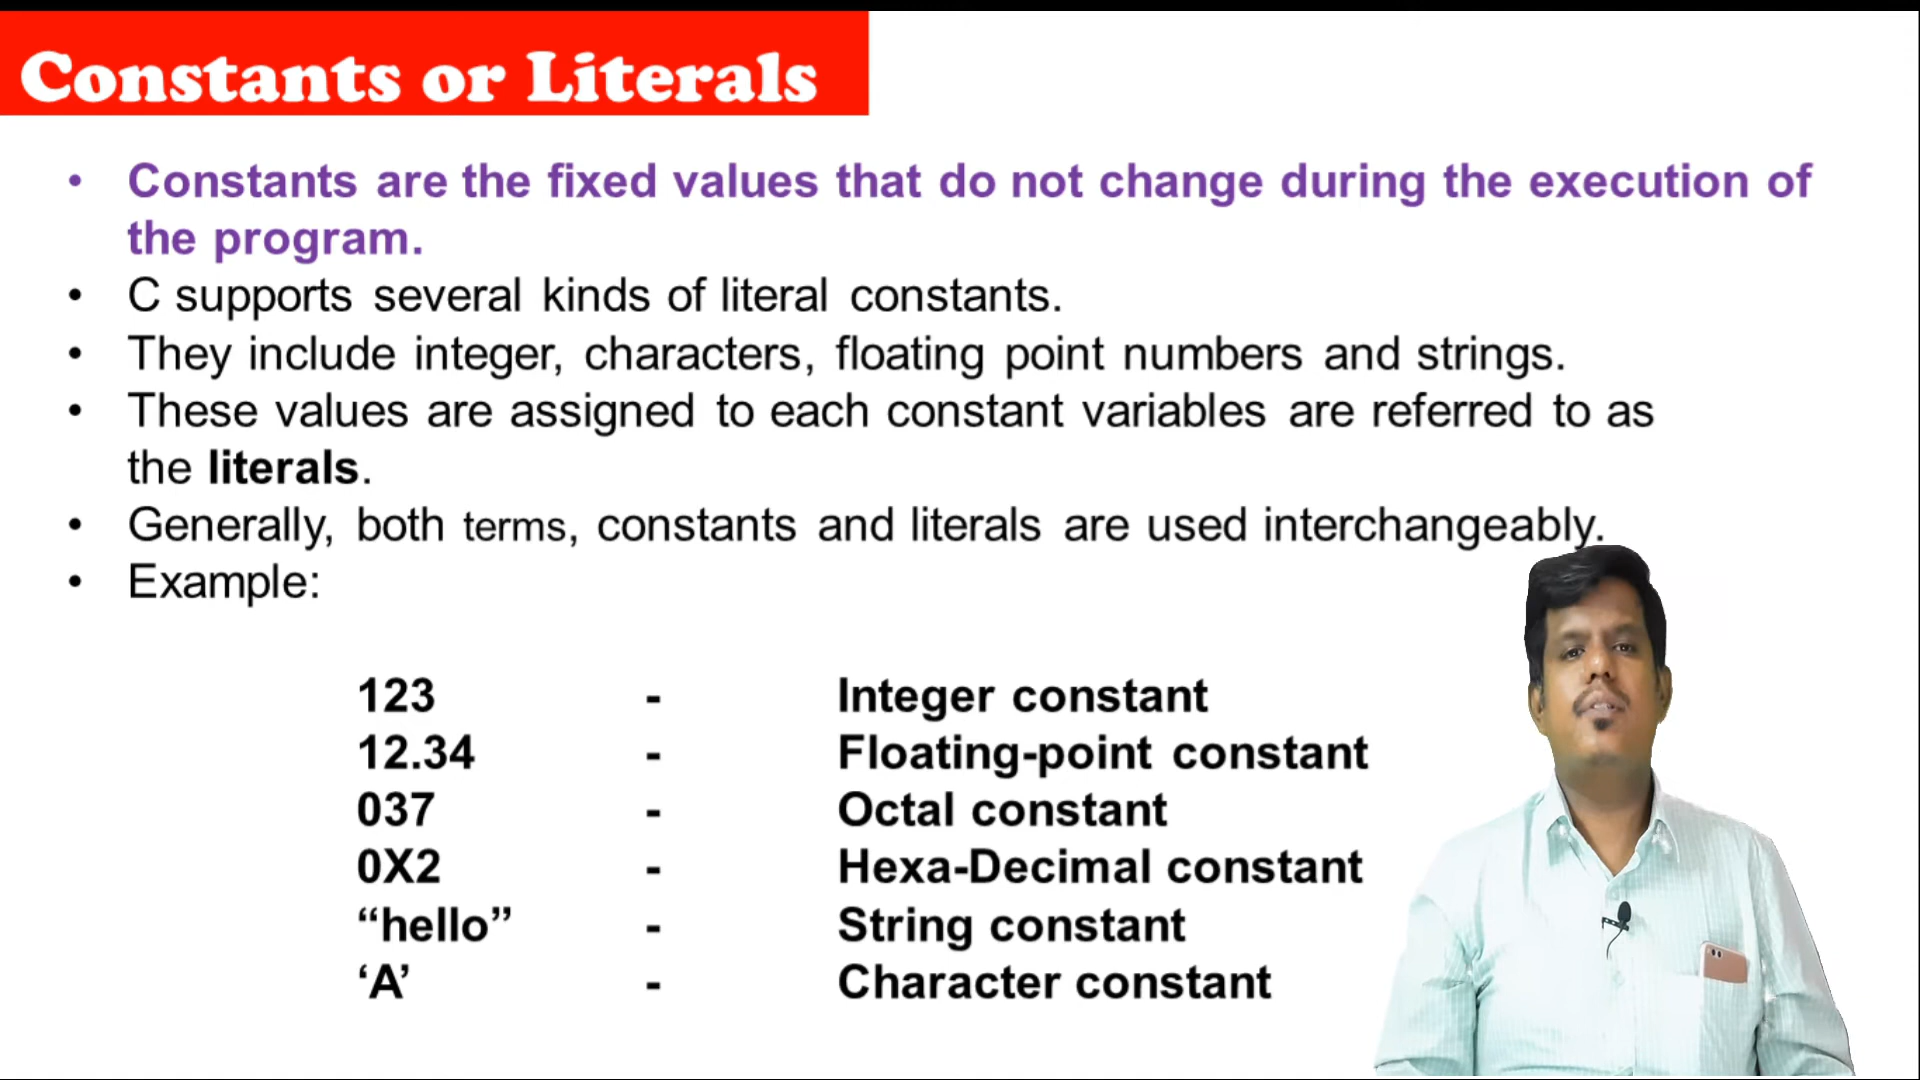 Constants or Literals
• Constants are the fixed values that do not change during the execution of
the program.
• C supports several kinds of literal constants.
• They include integer, characters, floating point numbers and strings.
• These values are assigned to each constant variables are referred to as
the literals.
• Generally, both terms, constants and literals are used interchangeably.
• Example:
123 - Integer constant
12.34 - Floating-point constant
037 - Octal constant
0X2 - Hexa-Decimal constant
“hello” - String constant
‘A’ - Character constant